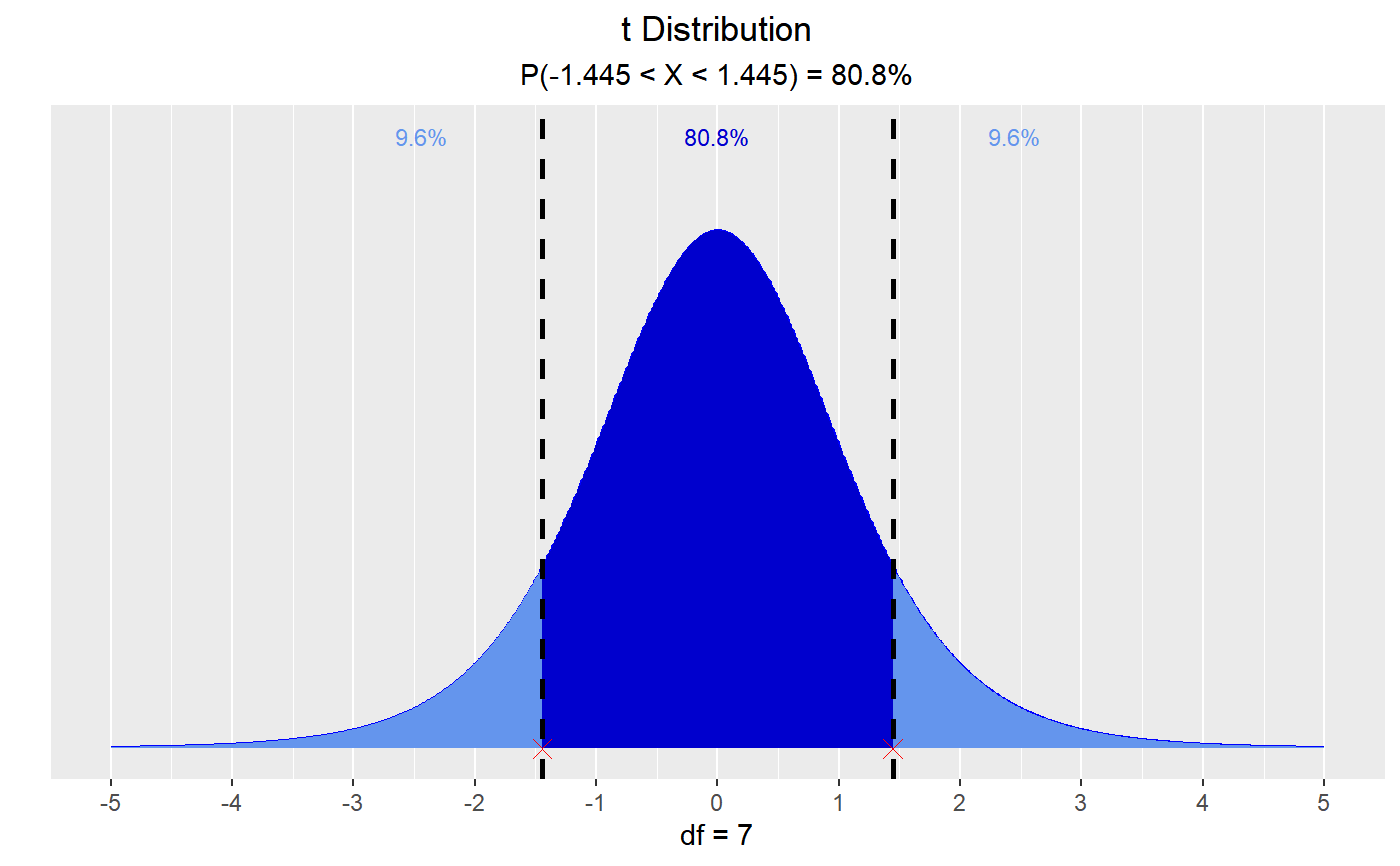 t Distribution
P(-1.445 < X < 1.445) = 80.8%
9.6% 80.8% 9.6%
-5 -4 -3 -2 -1 0 1 2 3 4 5
df = 7